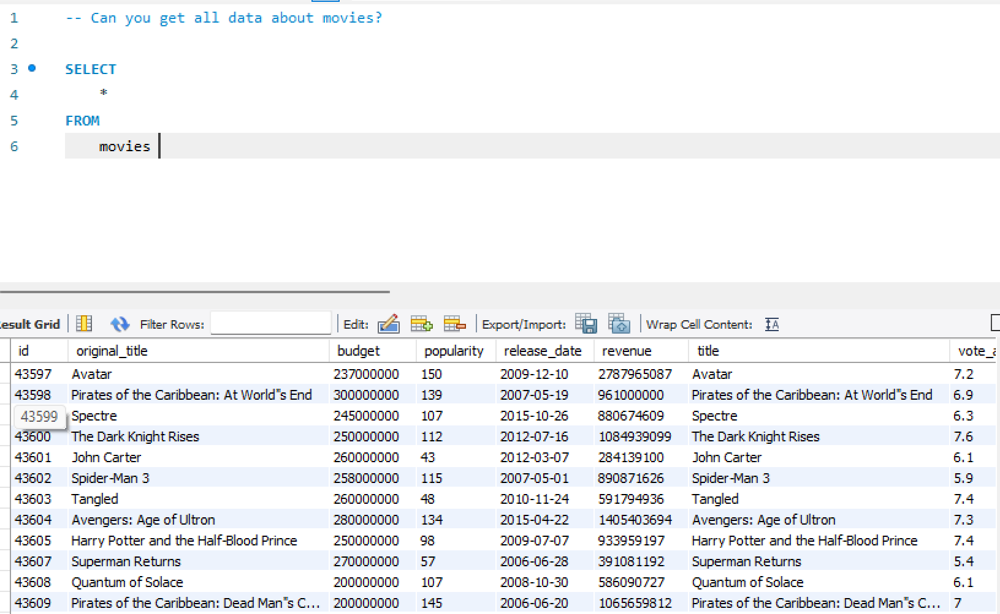 1 -- Can you get all data about movies?
2
3 SELECT
4 *
5 FROM
6 movies
esult Grid Filter Rows: Edit: Export/Import: Wrap Cell Content:
id original_title budget popularity release_date revenue title vote_a
43597 Avatar 237000000 150 2009-12-10 2787965087 Avatar 7.2
43598 Pirates of the Caribbean: At World"s End 300000000 139 2007-05-19 961000000 Pirates of the Caribbean: At World"s End 6.9
43599 Spectre 245000000 107 2015-10-26 880674609 Spectre 6.3
43600 The Dark Knight Rises 250000000 112 2012-07-16 1084939099 The Dark Knight Rises 7.6
43601 John Carter 260000000 43 2012-03-07 284139100 John Carter 6.1
43602 Spider-Man 3 258000000 115 2007-05-01 890871626 Spider-Man 3 5.9
43603 Tangled 260000000 48 2010-11-24 591794936 Tangled 7.4
43604 Avengers: Age of Ultron 280000000 134 2015-04-22 1405403694 Avengers: Age of Ultron 7.3
43605 Harry Potter and the Half-Blood Prince 250000000 98 2009-07-07 933959197 Harry Potter and the Half-Blood Prince 7.4
43607 Superman Returns 270000000 57 2006-06-28 391081192 Superman Returns 5.4
43608 Quantum of Solace 200000000 107 2008-10-30 586090727 Quantum of Solace 6.1
43609 Pirates of the Caribbean: Dead Man"s C... 200000000 145 2006-06-20 1065659812 Pirates of the Caribbean: Dead Man"s C... 7